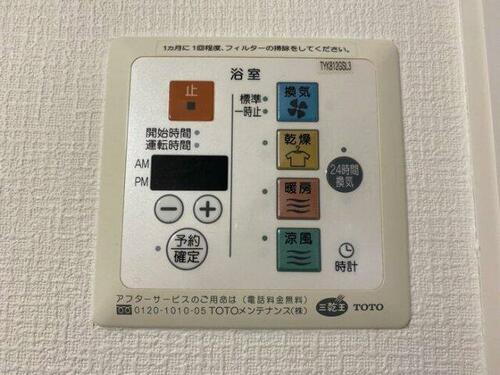 1ヵ月に1回程度、フィルターの掃除をしてください。
TYK812GSL3
浴室
止
標準
一時止
換気
開始時間
運転時間
乾燥
AM
PM
24時間
換気
暖房
予約
確定
涼風
時計
アフターサービスのご用品は（電話料金無料）
0120-1010-05 TOTOメンテナンス(株)
三乾王
TOTO